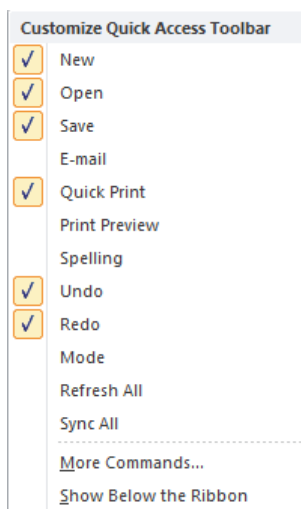 Customize Quick Access Toolbar
New
Open
Save
E-mail
Quick Print
Print Preview
Spelling
Undo
Redo
Mode
Refresh All
Sync All
More Commands...
Show Below the Ribbon